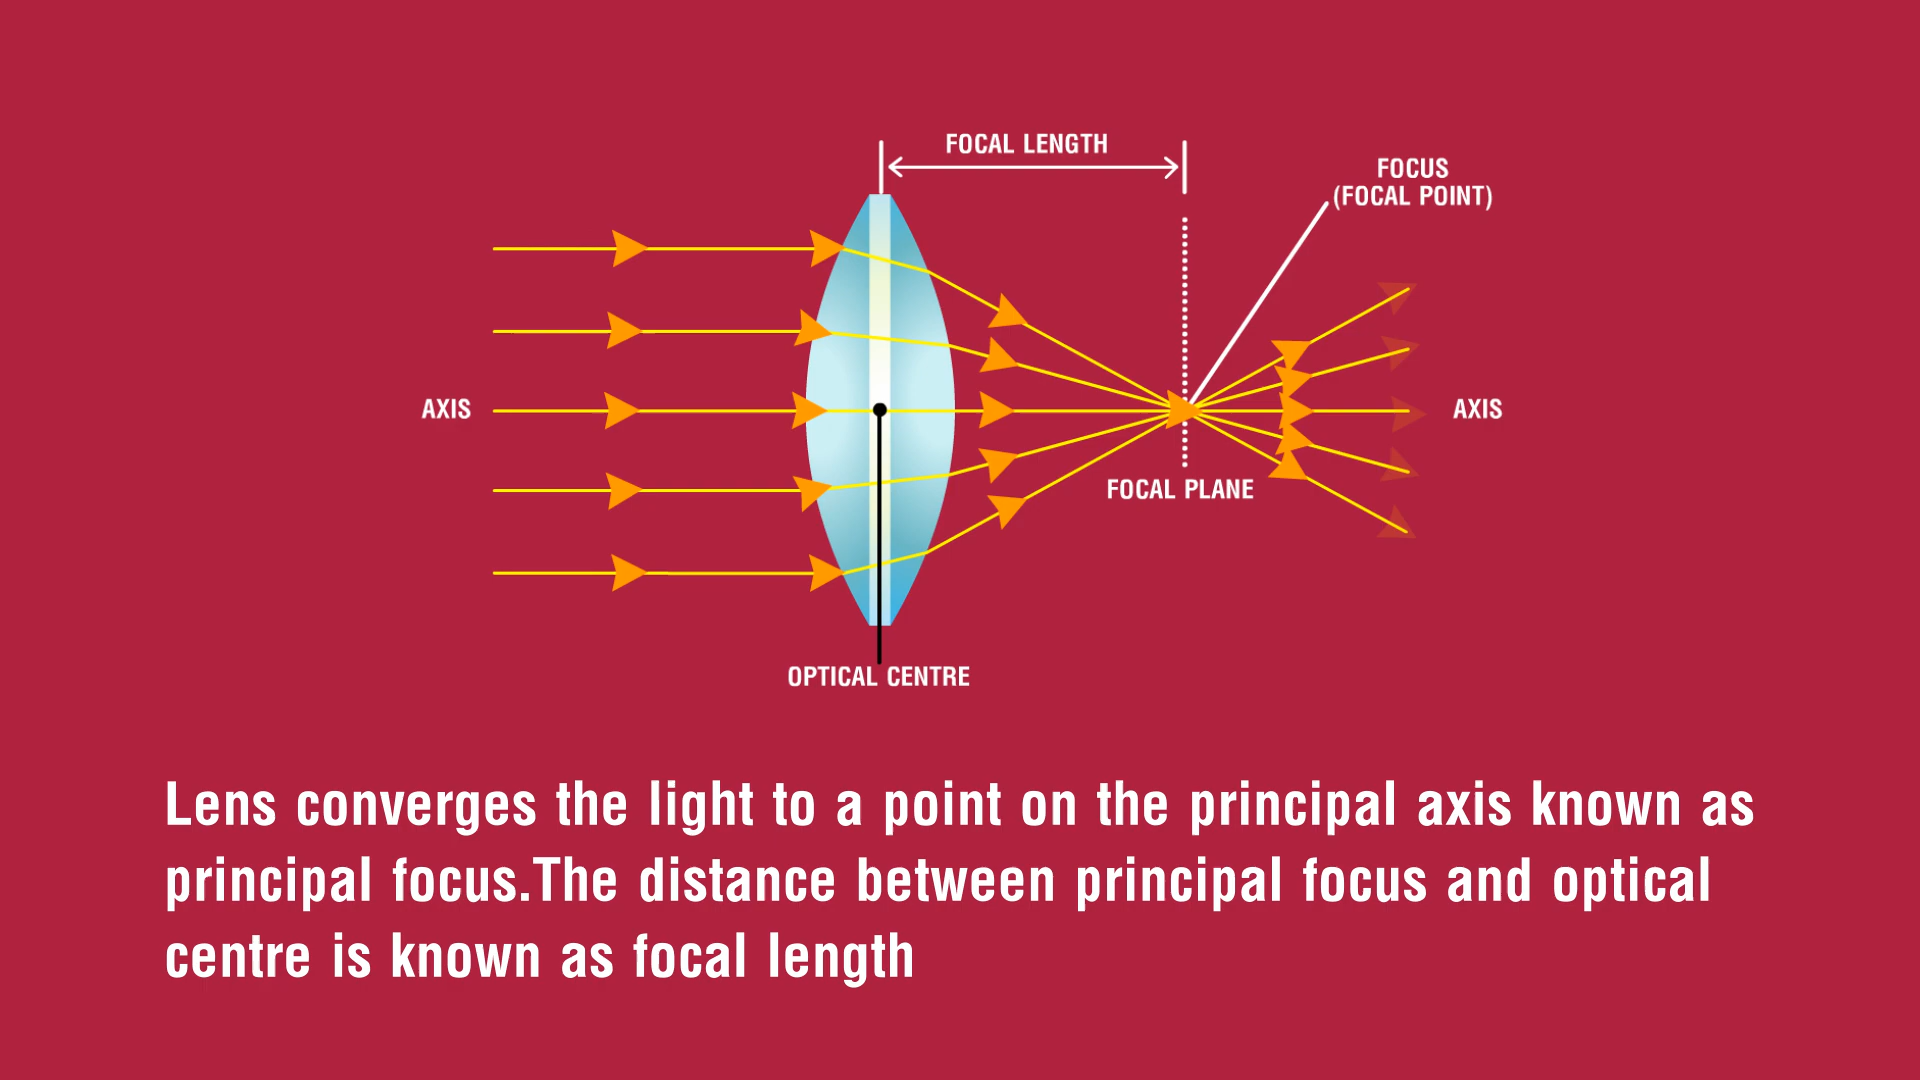 FOCAL LENGTH
FOCUS
(FOCAL POINT)
AXIS
AXIS
FOCAL PLANE
OPTICAL CENTRE
Lens converges the light to a point on the principal axis known as
principal focus.The distance between principal focus and optical
centre is known as focal length